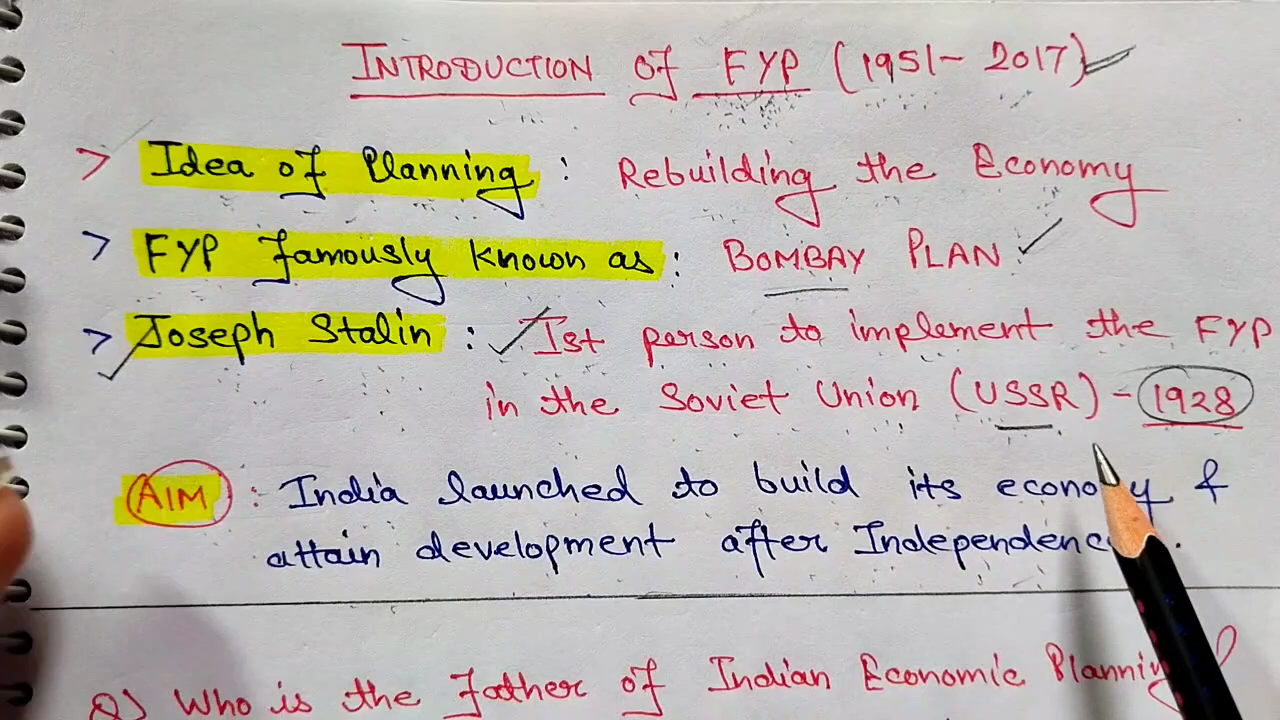 INTRODUCTION OF FYP (1951- 2017)
> Idea of Planning : Rebuilding the Economy
> FYP famously known as : BOMBAY PLAN
> Joseph Stalin : Ist person to implement the FYP
in the Soviet Union (USSR) - 1928
AIM : India launched to build its economy &
attain development after Independence.
Q) Who is the Father of Indian Economic Planning?